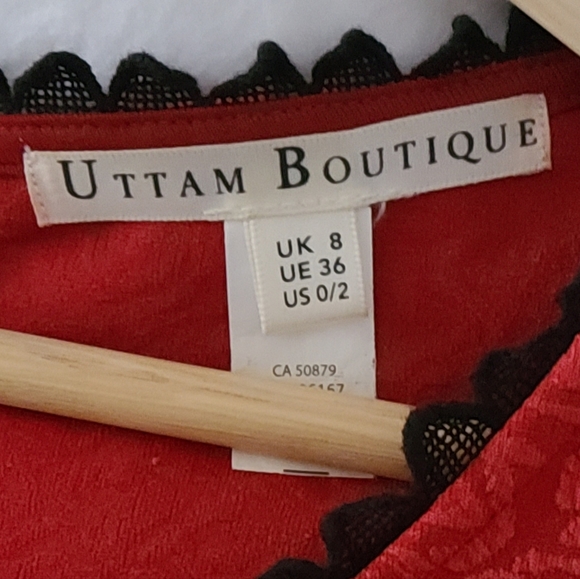 UTTAM BOUTIQUE
UK 8
UE 36
US 0/2
CA 50879